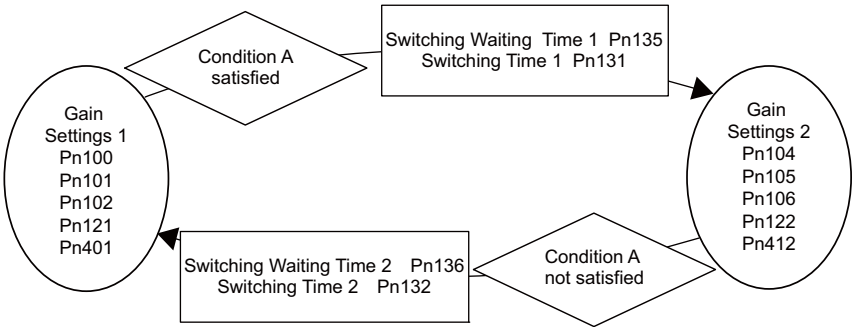 Condition A
satisfied
Switching Waiting Time 1 Pn135
Switching Time 1 Pn131
Gain
Settings 1
Pn100
Pn101
Pn102
Pn121
Pn401
Gain
Settings 2
Pn104
Pn105
Pn106
Pn122
Pn412
Switching Waiting Time 2 Pn136
Switching Time 2 Pn132
Condition A
not satisfied